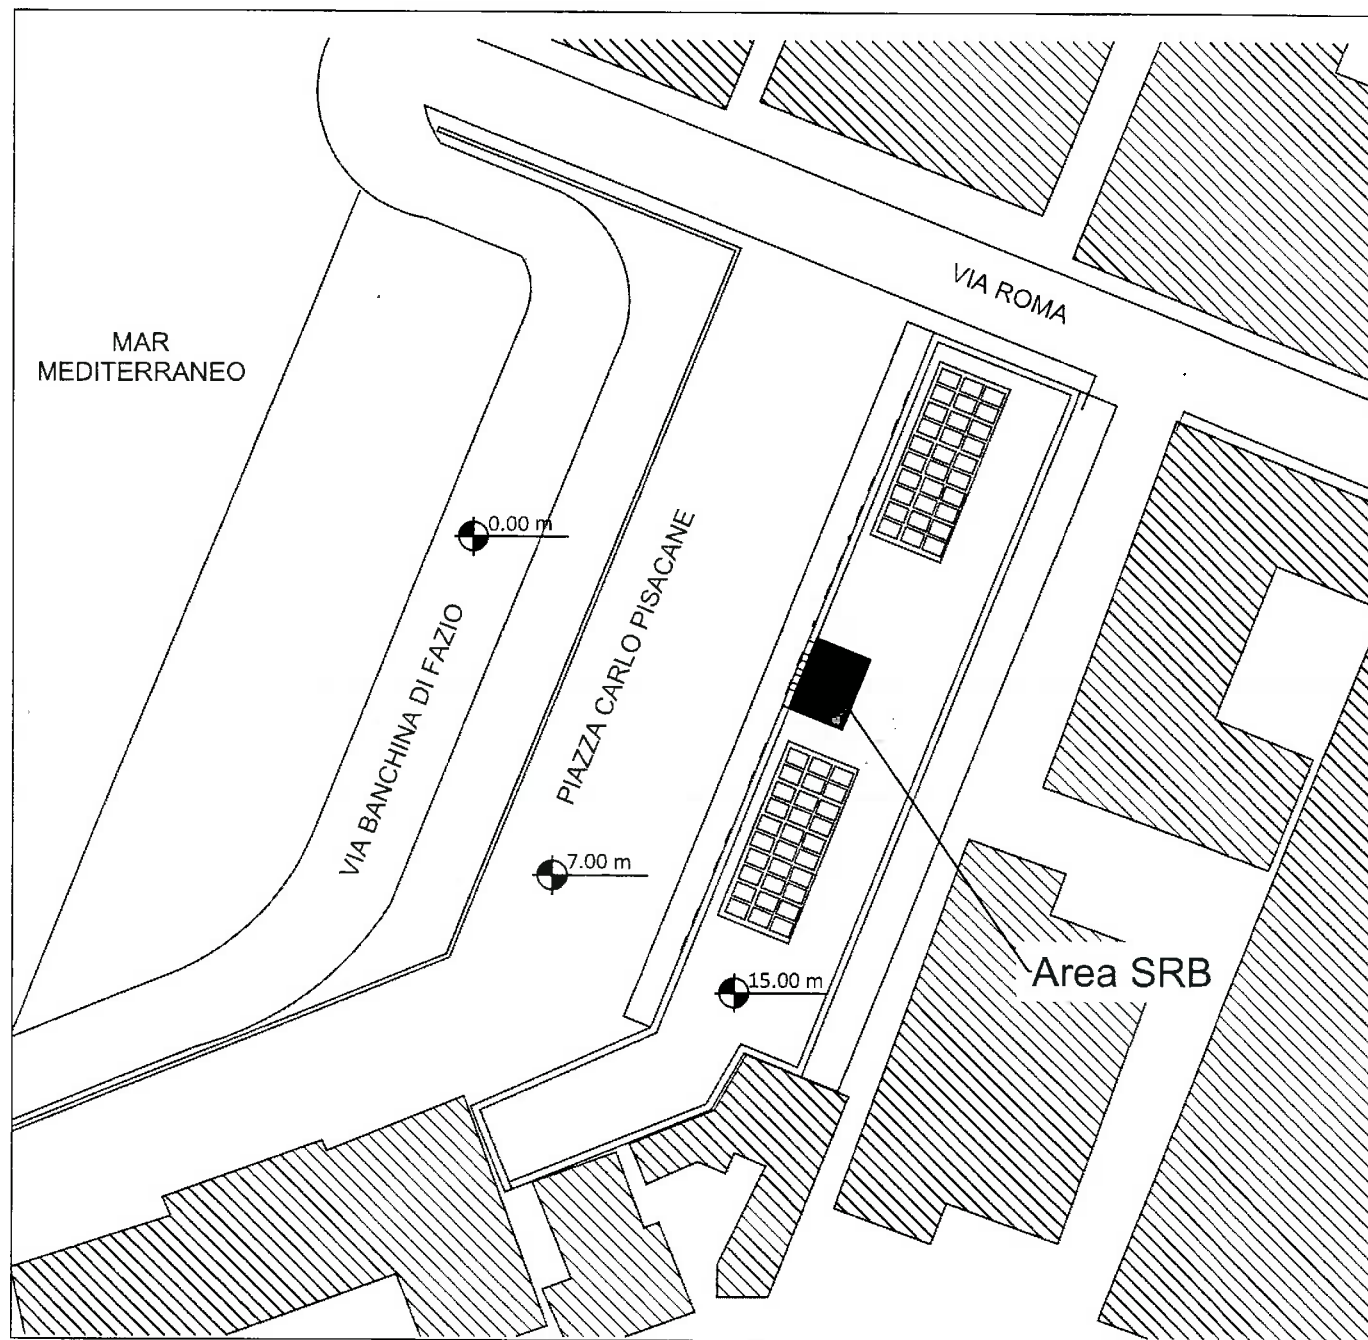 VIA ROMA
MAR
MEDITERRANEO
0.00 m
PIAZZA CARLO PISACANE
VIA BANCHINA DI FAZIO
7.00 m
Area SRB
15.00 m